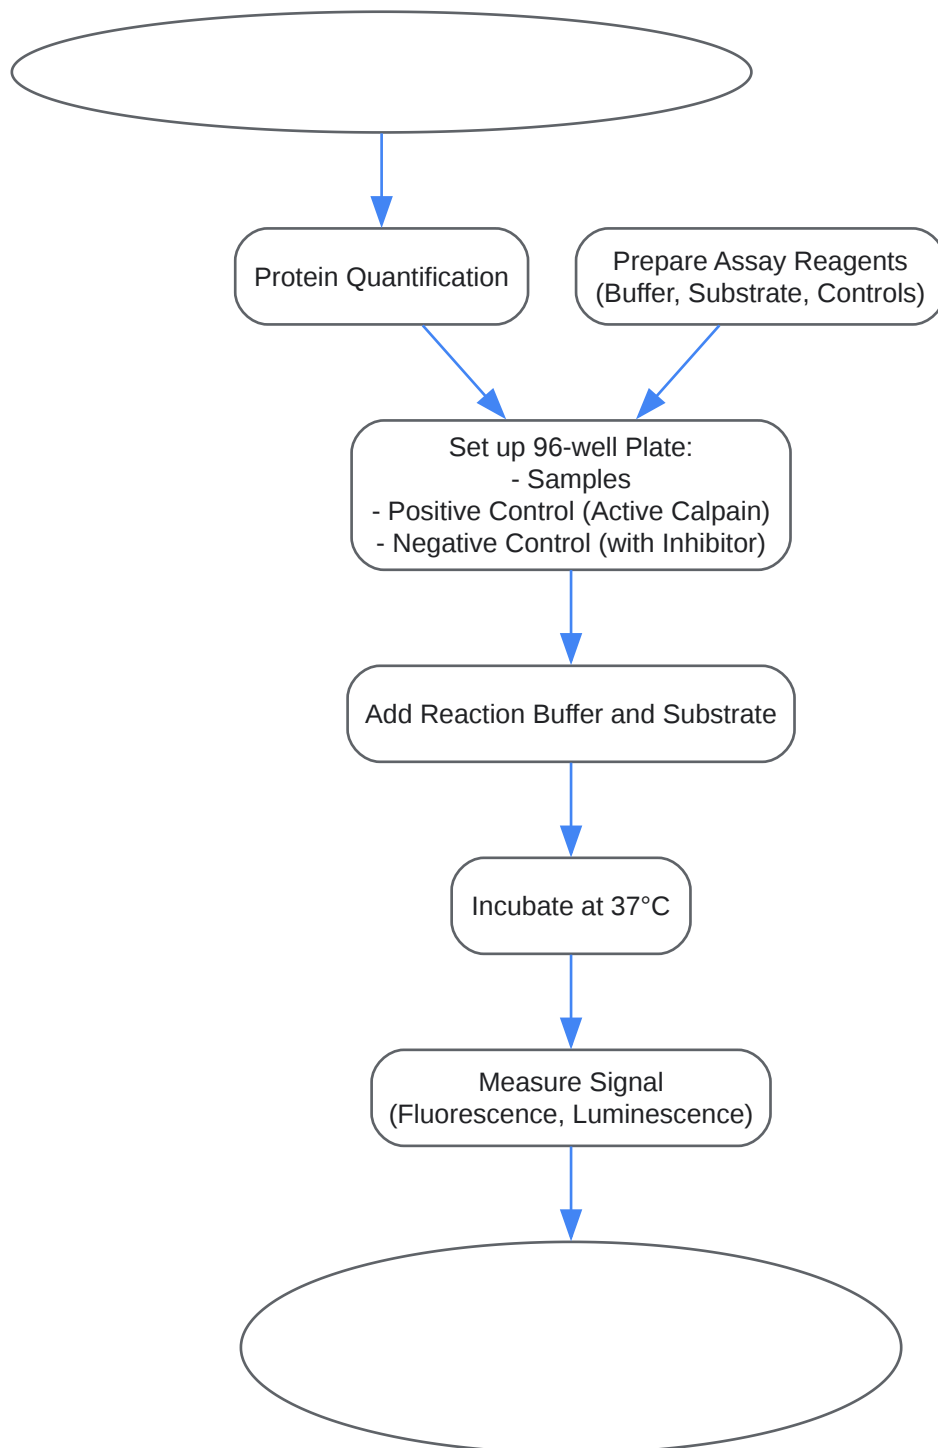 Protein Quantification
Prepare Assay Reagents
(Buffer, Substrate, Controls)
Set up 96-well Plate:
- Samples
- Positive Control (Active Calpain)
- Negative Control (with Inhibitor)
Add Reaction Buffer and Substrate
Incubate at 37°C
Measure Signal
(Fluorescence, Luminescence)